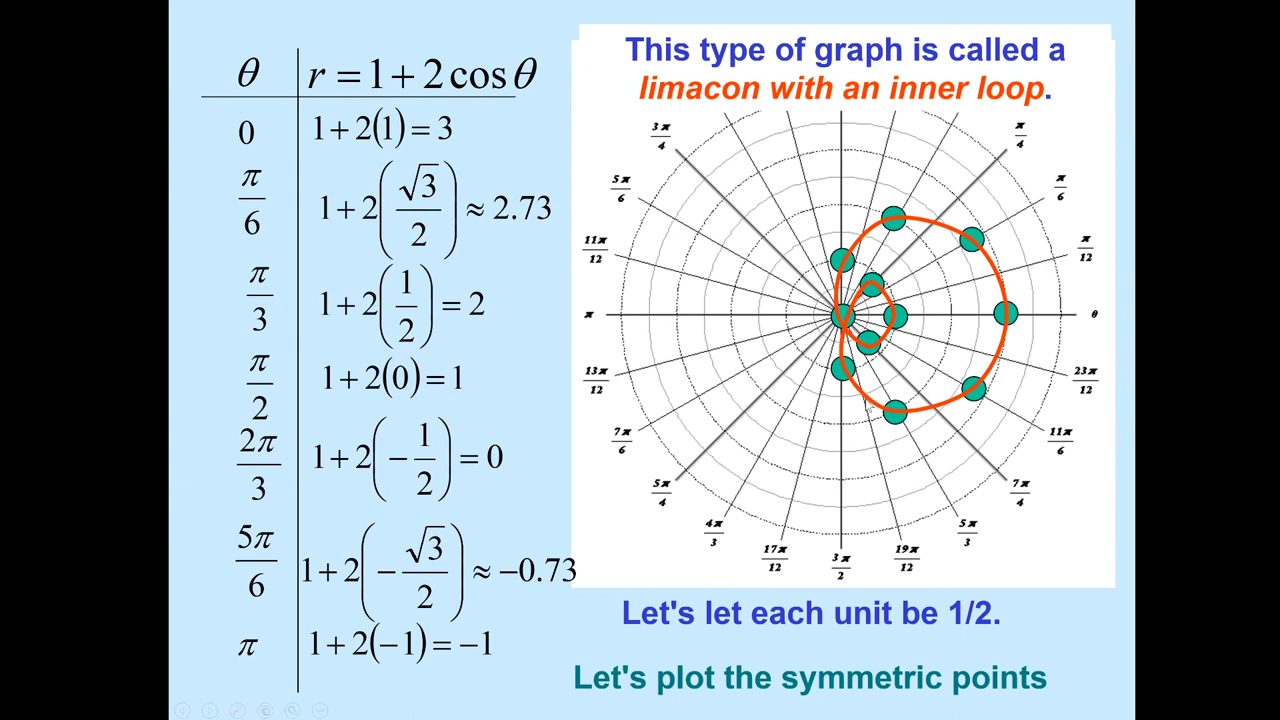 θ r = 1 + 2 cos θ
0 1 + 2(1) = 3
π/6 1 + 2(√3/2) ≈ 2.73
π/3 1 + 2(1/2) = 2
π/2 1 + 2(0) = 1
2π/3 1 + 2(−1/2) = 0
5π/6 1 + 2(−√3/2) ≈ −0.73
π 1 + 2(−1) = −1
This type of graph is called a
limacon with an inner loop.
3π/4 π/4
5π/6 π/6
11π/12 π/12
π 0
13π/12 23π/12
7π/6 11π/6
5π/4 7π/4
4π/3 5π/3
17π/12 19π/12
3π/2
Let's let each unit be 1/2.
Let's plot the symmetric points